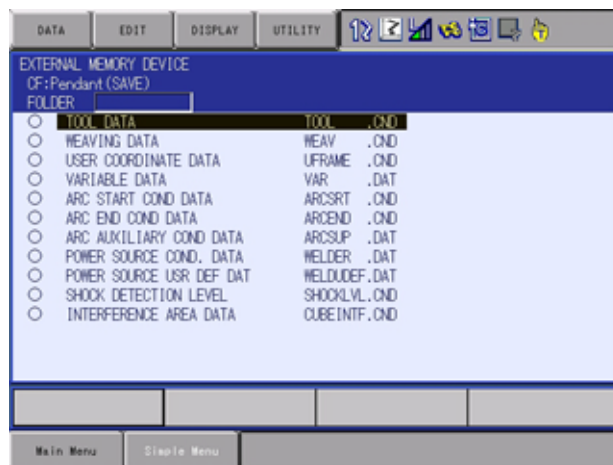 DATA EDIT DISPLAY UTILITY
EXTERNAL MEMORY DEVICE
CF:Pendant(SAVE)
FOLDER
TOOL DATA TOOL .CND
WEAVING DATA WEAV .CND
USER COORDINATE DATA UFRAME .CND
VARIABLE DATA VAR .DAT
ARC START COND DATA ARCSRT .CND
ARC END COND DATA ARCEND .CND
ARC AUXILIARY COND DATA ARCSUP .DAT
POWER SOURCE COND. DATA WELDER .DAT
POWER SOURCE USR DEF DAT WELDUDEF.DAT
SHOCK DETECTION LEVEL SHOCKLVL.CND
INTERFERENCE AREA DATA CUBEINTF.CND
Main Menu Simple Menu